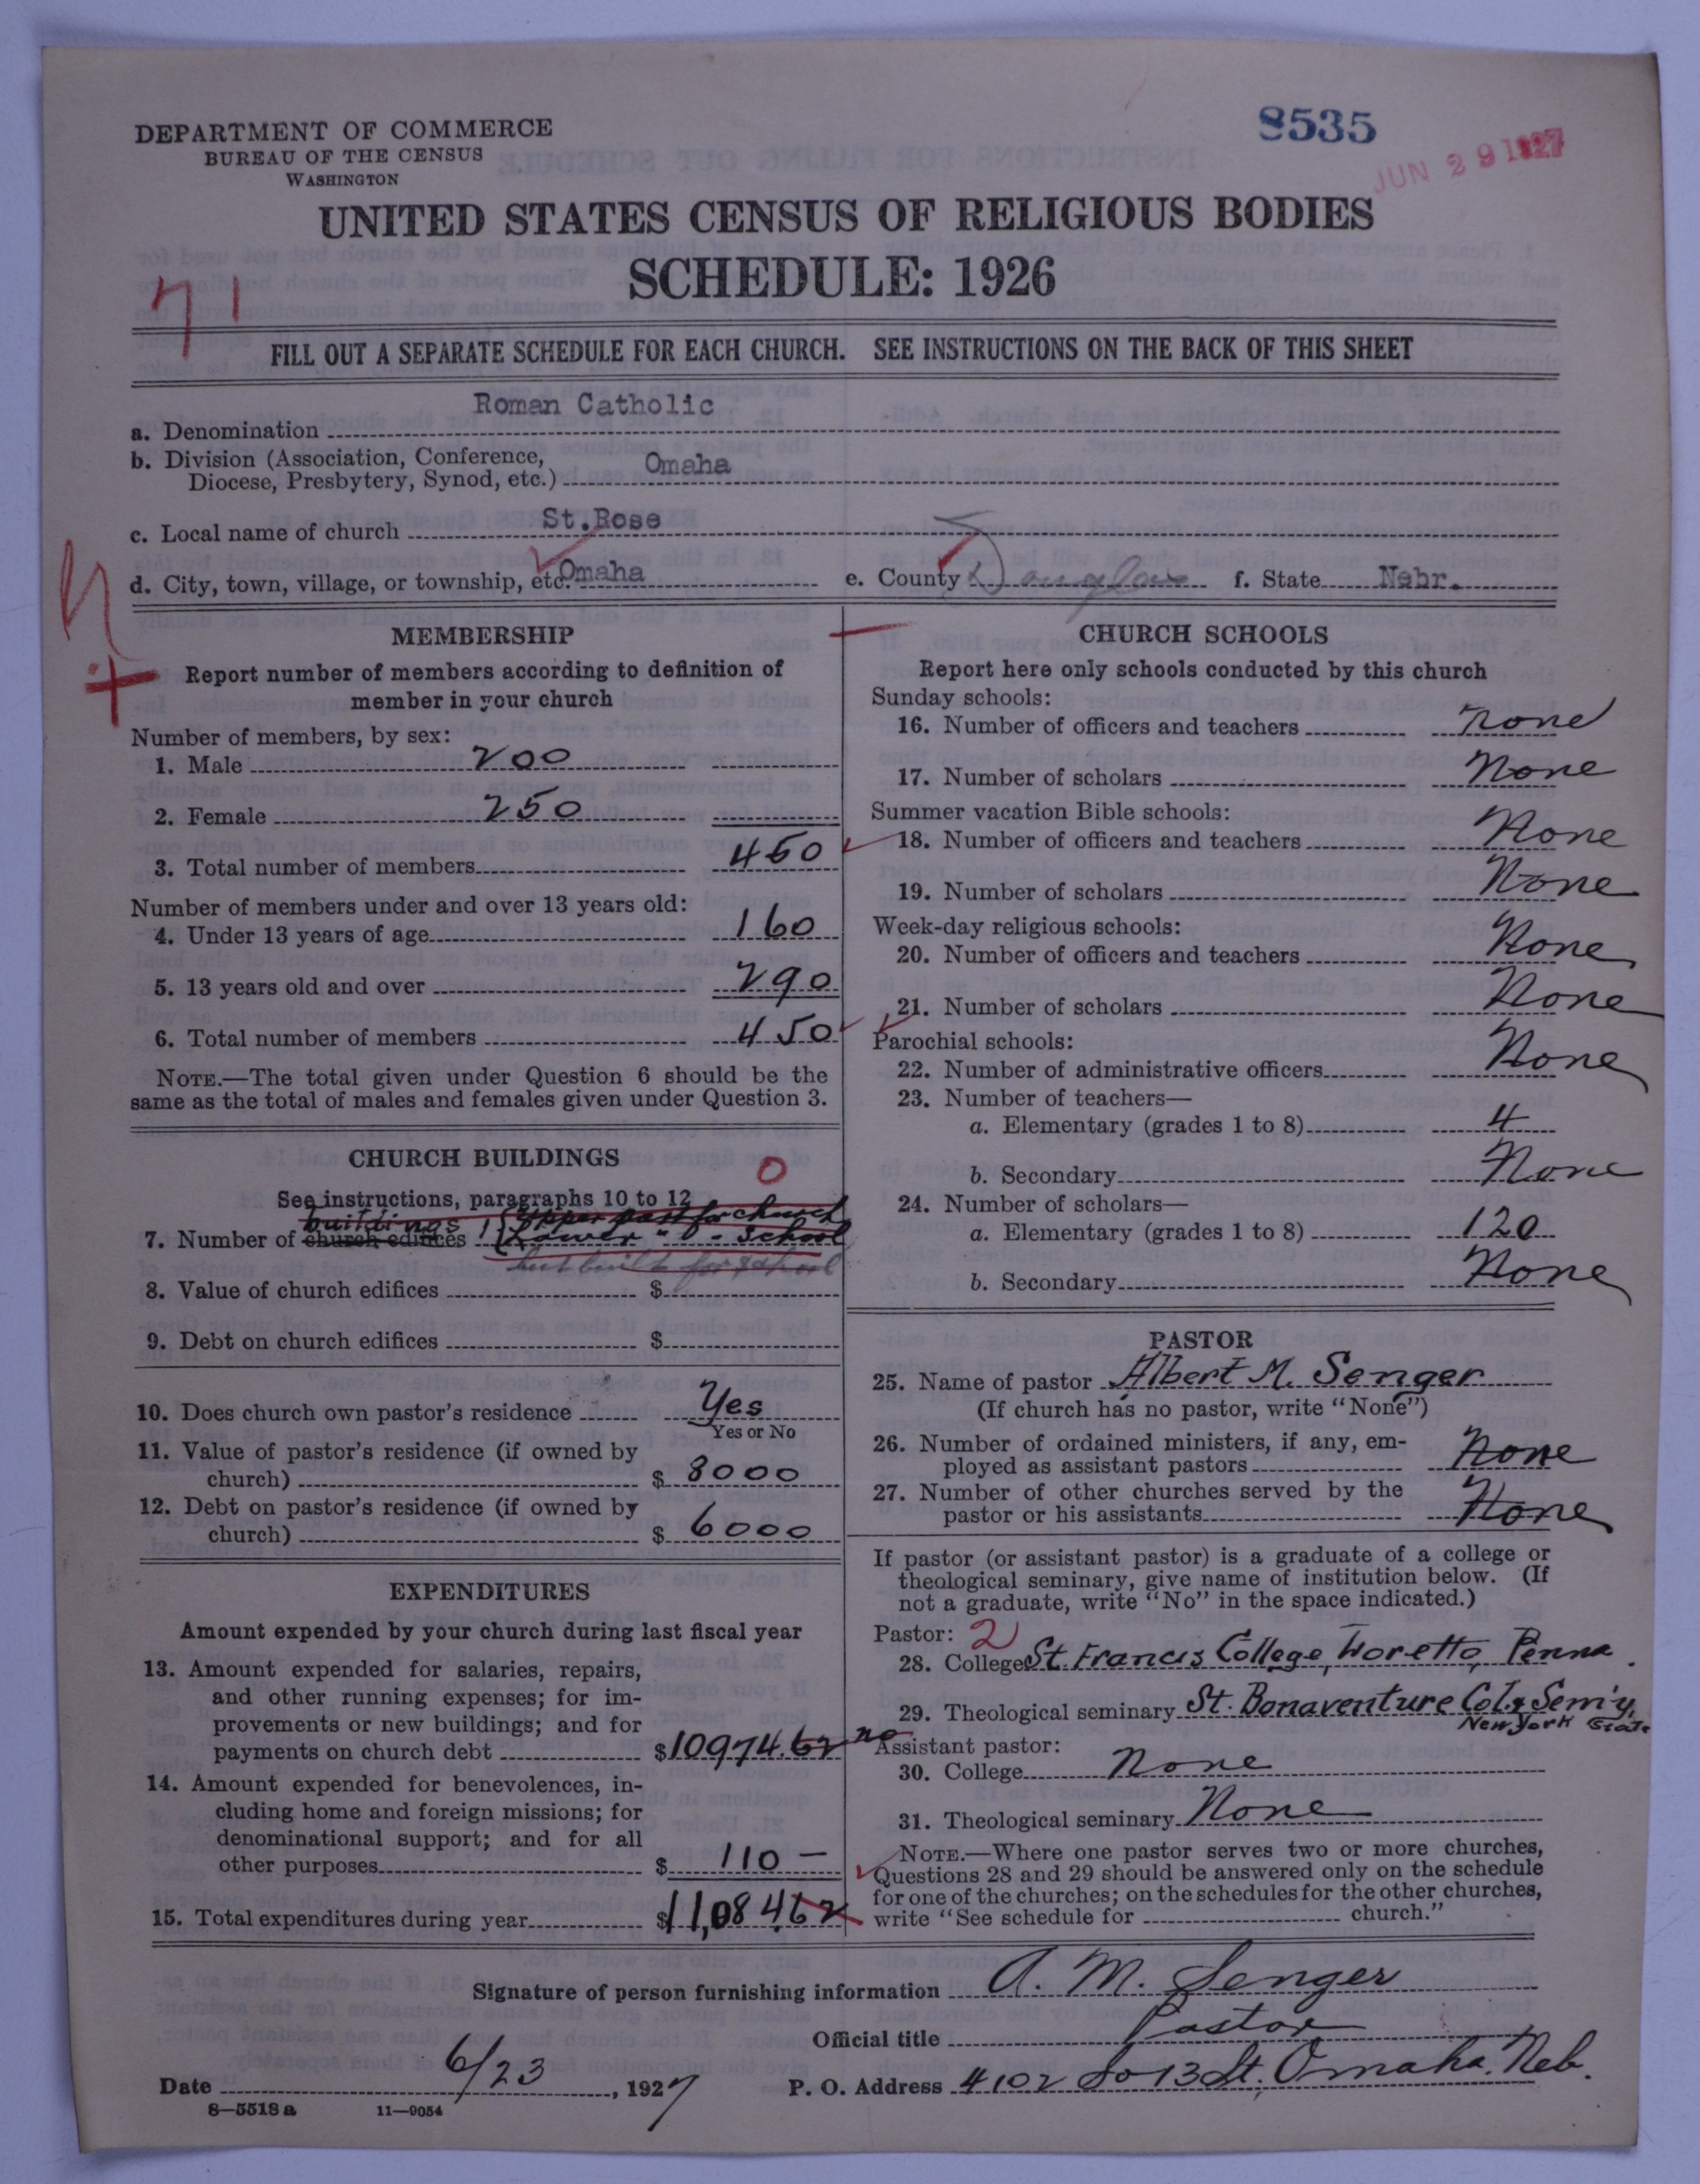 DEPARTMENT OF COMMERCE
BUREAU OF THE CENSUS
WASHINGTON
8535
JUN 29 1927
UNITED STATES CENSUS OF RELIGIOUS BODIES
SCHEDULE: 1926
71
FILL OUT A SEPARATE SCHEDULE FOR EACH CHURCH. SEE INSTRUCTIONS ON THE BACK OF THIS SHEET
a. Denomination Roman Catholic
b. Division (Association, Conference,
Diocese, Presbytery, Synod, etc.) Omaha
c. Local name of church St.Rose
d. City, town, village, or township, etc. Omaha e. County Douglas f. State Nebr.
MEMBERSHIP
Report number of members according to definition of
member in your church
Number of members, by sex:
1. Male 200
2. Female 250
3. Total number of members 450
Number of members under and over 13 years old:
4. Under 13 years of age 160
5. 13 years old and over 290
6. Total number of members 450
NOTE.—The total given under Question 6 should be the
same as the total of males and females given under Question 3.
CHURCH BUILDINGS
0
See instructions, paragraphs 10 to 12
buildings Upper part for church
7. Number of church edifices 1 Lower " " - School
but built for school
8. Value of church edifices $
9. Debt on church edifices $
10. Does church own pastor's residence Yes
Yes or No
11. Value of pastor's residence (if owned by
church) $ 8000
12. Debt on pastor's residence (if owned by
church) $ 6000
EXPENDITURES
Amount expended by your church during last fiscal year
13. Amount expended for salaries, repairs,
and other running expenses; for im-
provements or new buildings; and for
payments on church debt $10974.62 no
14. Amount expended for benevolences, in-
cluding home and foreign missions; for
denominational support; and for all
other purposes $ 110 —
15. Total expenditures during year $11,084.62
CHURCH SCHOOLS
Report here only schools conducted by this church
Sunday schools:
16. Number of officers and teachers None
17. Number of scholars None
Summer vacation Bible schools:
18. Number of officers and teachers None
19. Number of scholars None
Week-day religious schools:
20. Number of officers and teachers None
21. Number of scholars None
Parochial schools:
22. Number of administrative officers None
23. Number of teachers—
a. Elementary (grades 1 to 8) 4
b. Secondary None
24. Number of scholars—
a. Elementary (grades 1 to 8) 120
b. Secondary None
PASTOR
25. Name of pastor Albert M. Senger
(If church has no pastor, write "None")
26. Number of ordained ministers, if any, em-
ployed as assistant pastors None
27. Number of other churches served by the
pastor or his assistants None
If pastor (or assistant pastor) is a graduate of a college or
theological seminary, give name of institution below. (If
not a graduate, write "No" in the space indicated.)
Pastor: 2
28. College St. Francis College, Loretto, Penna.
29. Theological seminary St. Bonaventure Col & Sem'y,
New York State
Assistant pastor:
30. College None
31. Theological seminary None
NOTE.—Where one pastor serves two or more churches,
Questions 28 and 29 should be answered only on the schedule
for one of the churches; on the schedules for the other churches,
write "See schedule for church."
Signature of person furnishing information A. M. Senger
Official title Pastor
Date 6/23, 1927 P. O. Address 4102 So 13 St, Omaha. Neb.
8—5518 a 11—9054